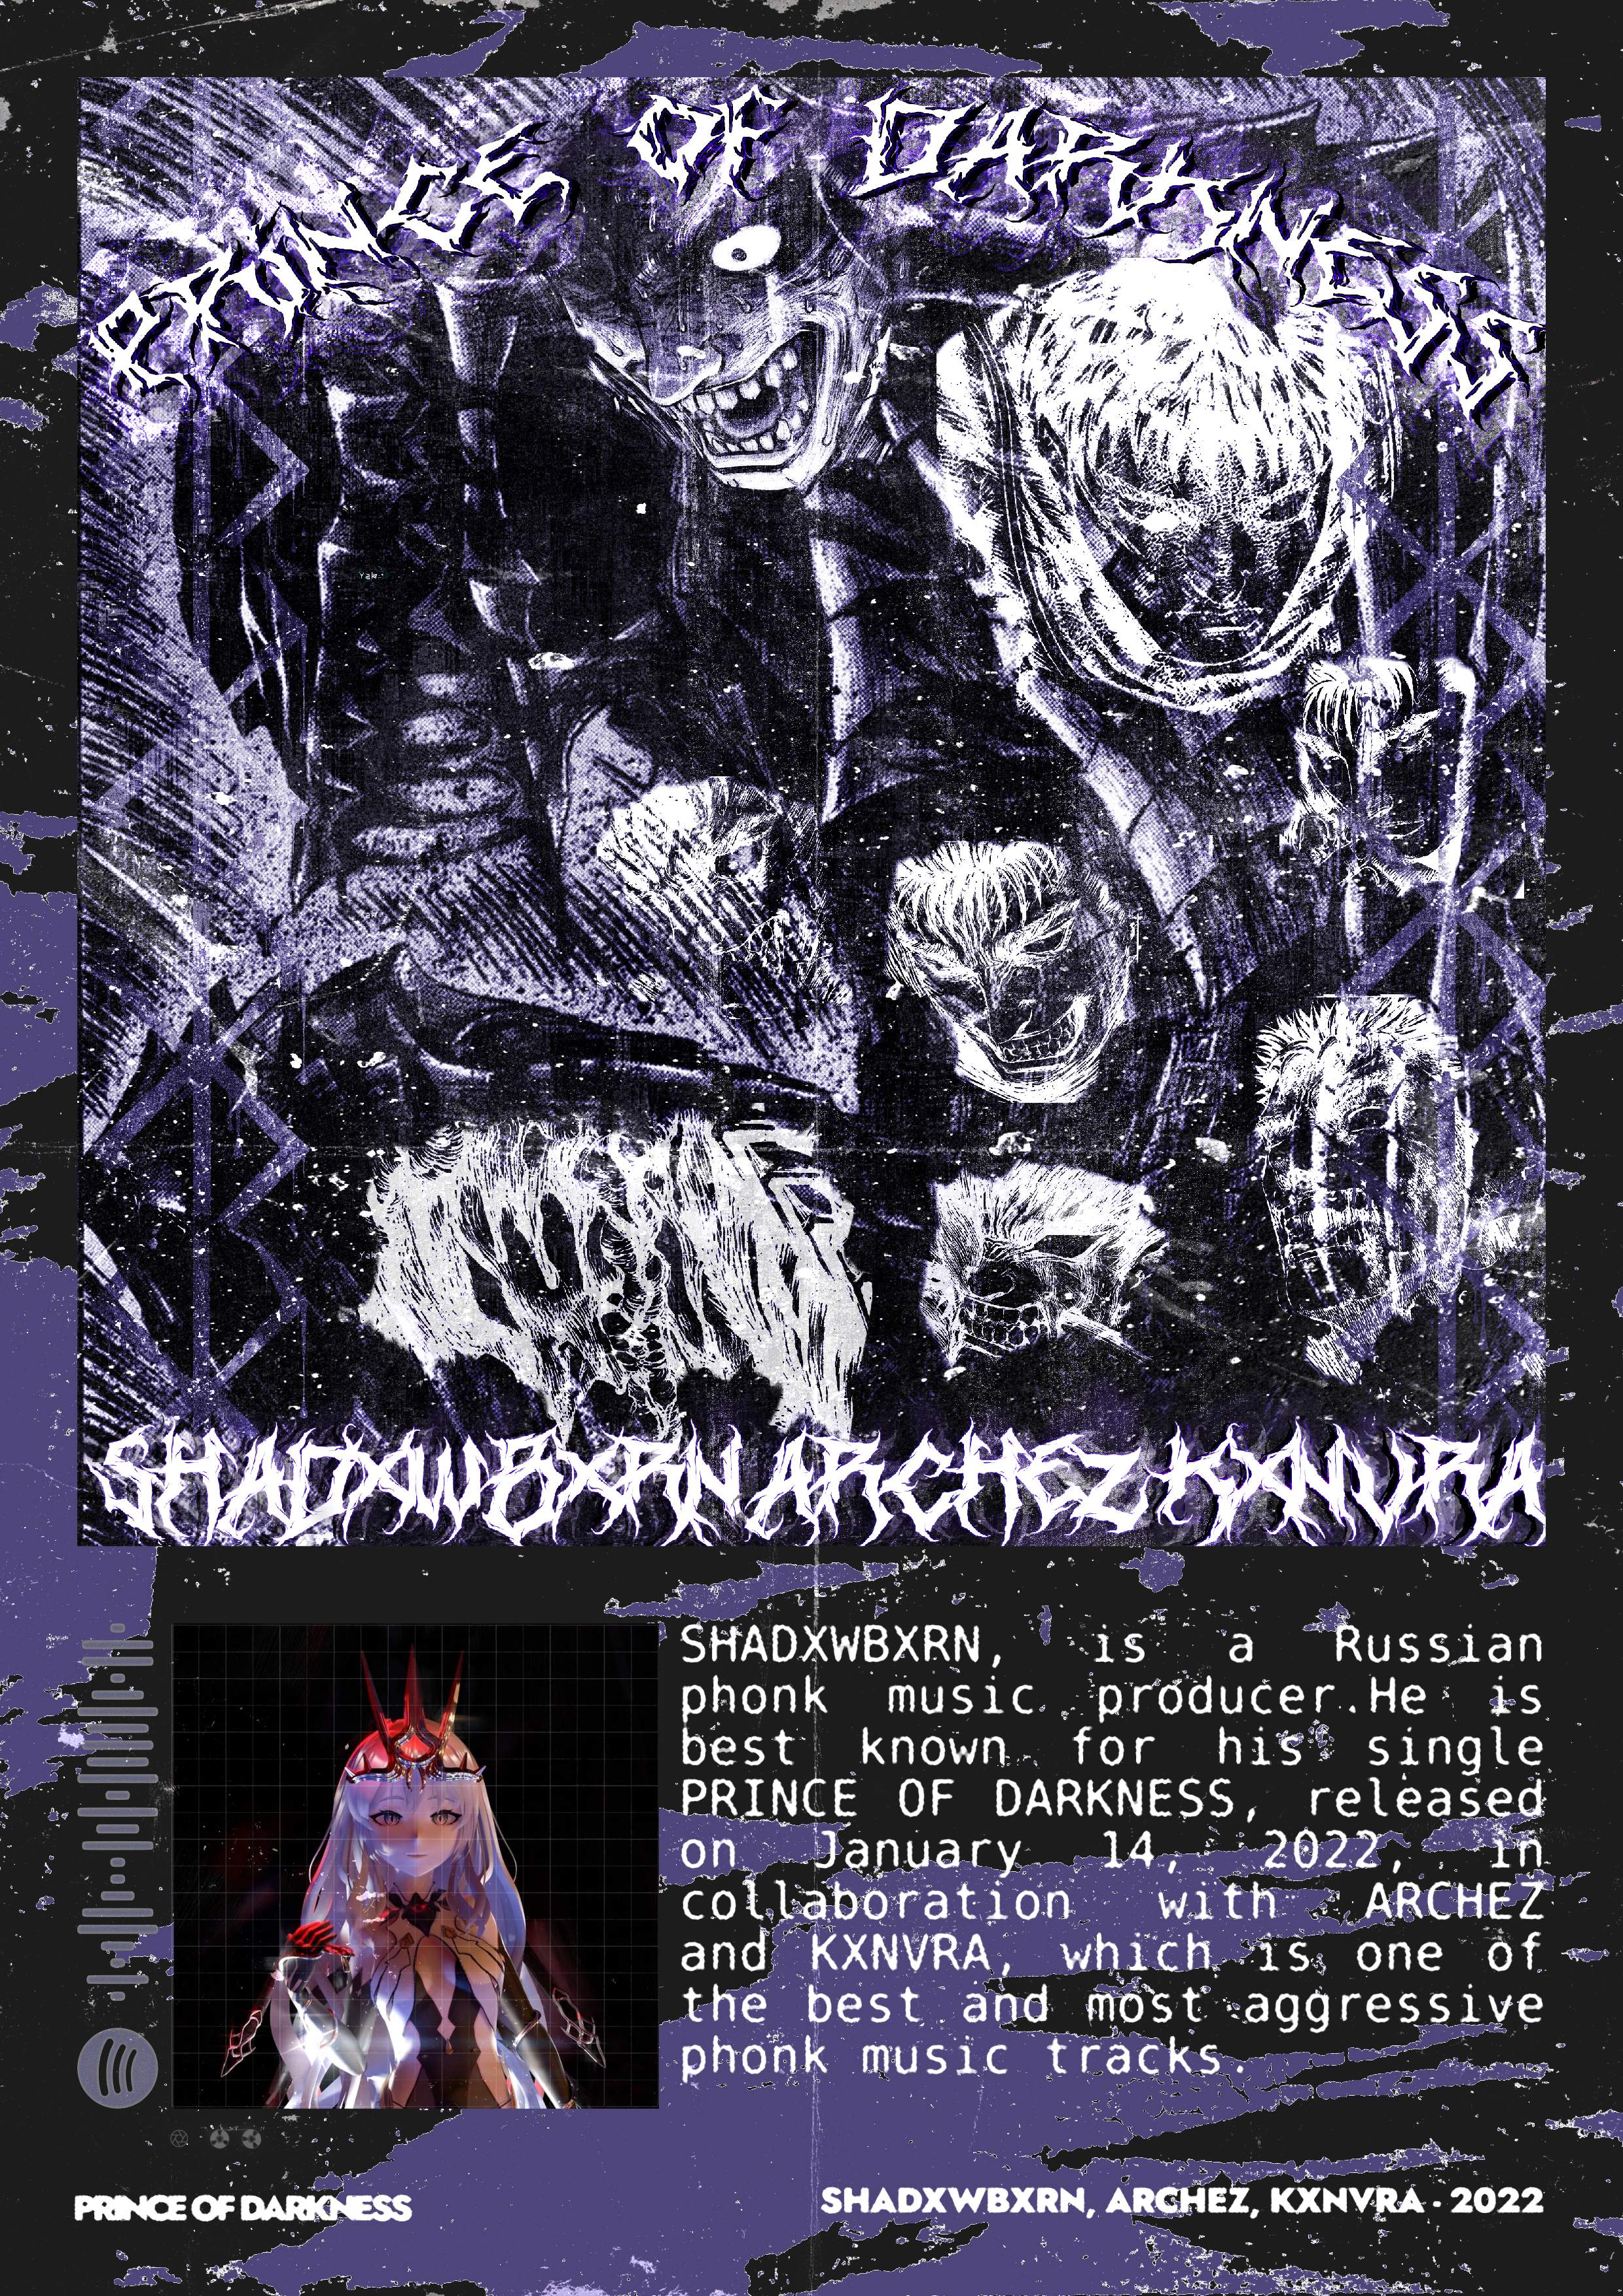 PRINCE OF DARKNESS
SHADXWBXRN ARCHEZ KXNVRA
SHADXWBXRN, is a Russian
phonk music producer.He is
best known for his single
PRINCE OF DARKNESS, released
on January 14, 2022, in
collaboration with ARCHEZ
and KXNVRA, which is one of
the best and most aggressive
phonk music tracks.
PRINCE OF DARKNESS
SHADXWBXRN, ARCHEZ, KXNVRA · 2022